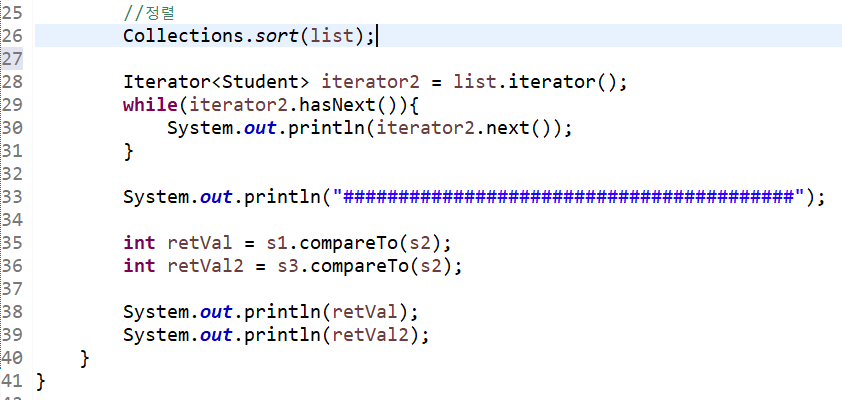 25 //정렬
26 Collections.sort(list);
27
28 Iterator<Student> iterator2 = list.iterator();
29 while(iterator2.hasNext()){
30 System.out.println(iterator2.next());
31 }
32
33 System.out.println("#########################################");
34
35 int retVal = s1.compareTo(s2);
36 int retVal2 = s3.compareTo(s2);
37
38 System.out.println(retVal);
39 System.out.println(retVal2);
40 }
41 }